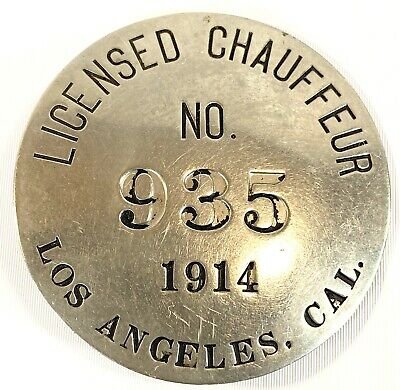 LICENSED CHAUFFEUR
NO.
935
1914
LOS ANGELES, CAL.